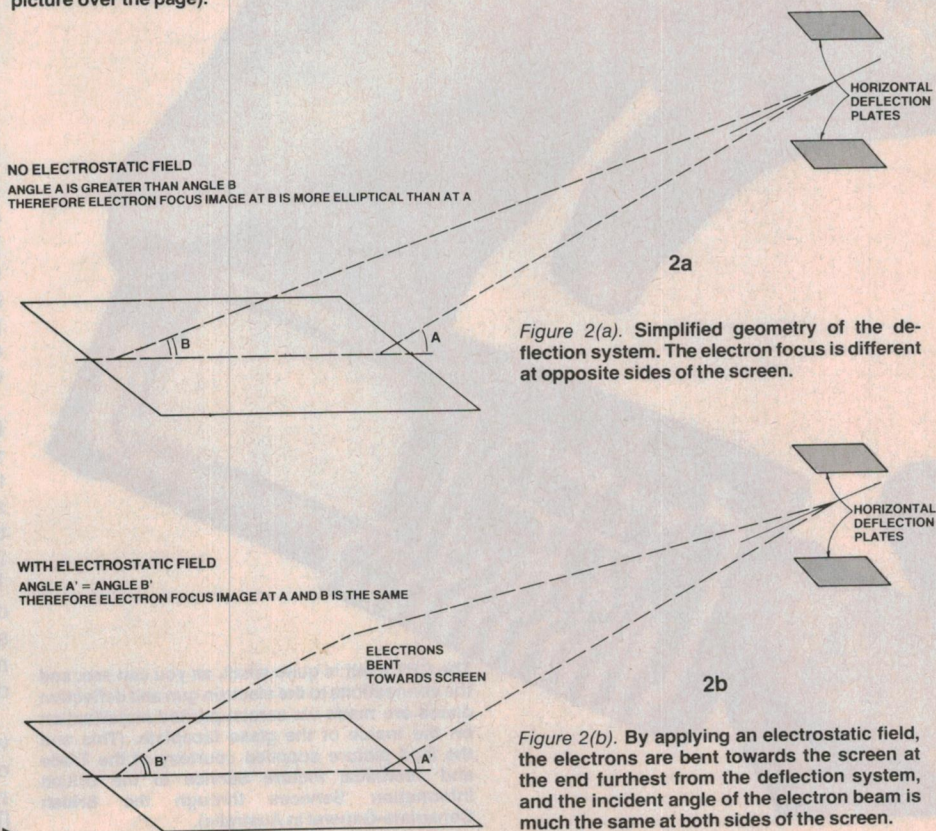 picture over the page).
HORIZONTAL
DEFLECTION
PLATES
NO ELECTROSTATIC FIELD
ANGLE A IS GREATER THAN ANGLE B
THEREFORE ELECTRON FOCUS IMAGE AT B IS MORE ELLIPTICAL THAN AT A
2a
B
A
Figure 2(a). Simplified geometry of the de-
flection system. The electron focus is different
at opposite sides of the screen.
HORIZONTAL
DEFLECTION
PLATES
WITH ELECTROSTATIC FIELD
ANGLE A' = ANGLE B'
THEREFORE ELECTRON FOCUS IMAGE AT A AND B IS THE SAME
ELECTRONS
BENT
TOWARDS SCREEN
2b
B'
A'
Figure 2(b). By applying an electrostatic field,
the electrons are bent towards the screen at
the end furthest from the deflection system,
and the incident angle of the electron beam is
much the same at both sides of the screen.